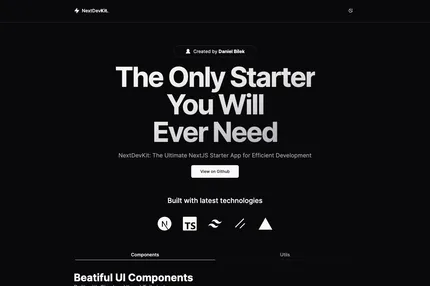 NextDevKit.
Created by Daniel Bílek
The Only Starter
You Will
Ever Need
NextDevKit: The Ultimate NextJS Starter App for Efficient Development
View on Github
Built with latest technologies
N
TS
Components
Utils
Beatiful UI Components